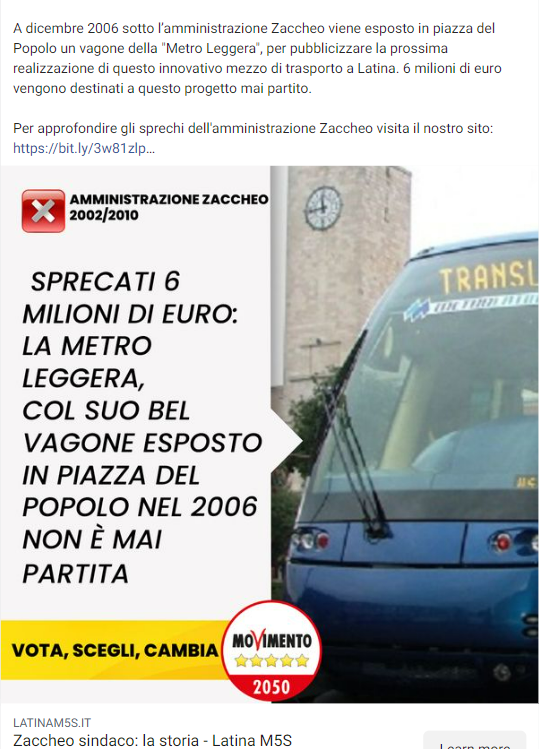 A dicembre 2006 sotto l'amministrazione Zaccheo viene esposto in piazza del
Popolo un vagone della "Metro Leggera", per pubblicizzare la prossima
realizzazione di questo innovativo mezzo di trasporto a Latina. 6 milioni di euro
vengono destinati a questo progetto mai partito.
Per approfondire gli sprechi dell'amministrazione Zaccheo visita il nostro sito:
https://bit.ly/3w81zlp...
AMMINISTRAZIONE ZACCHEO
2002/2010
SPRECATI 6
MILIONI DI EURO:
LA METRO
LEGGERA,
COL SUO BEL
VAGONE ESPOSTO
IN PIAZZA DEL
POPOLO NEL 2006
NON È MAI
PARTITA
TRANSL
VOTA, SCEGLI, CAMBIA
MOVIMENTO
2050
LATINAM5S.IT
Zaccheo sindaco: la storia - Latina M5S
Learn more